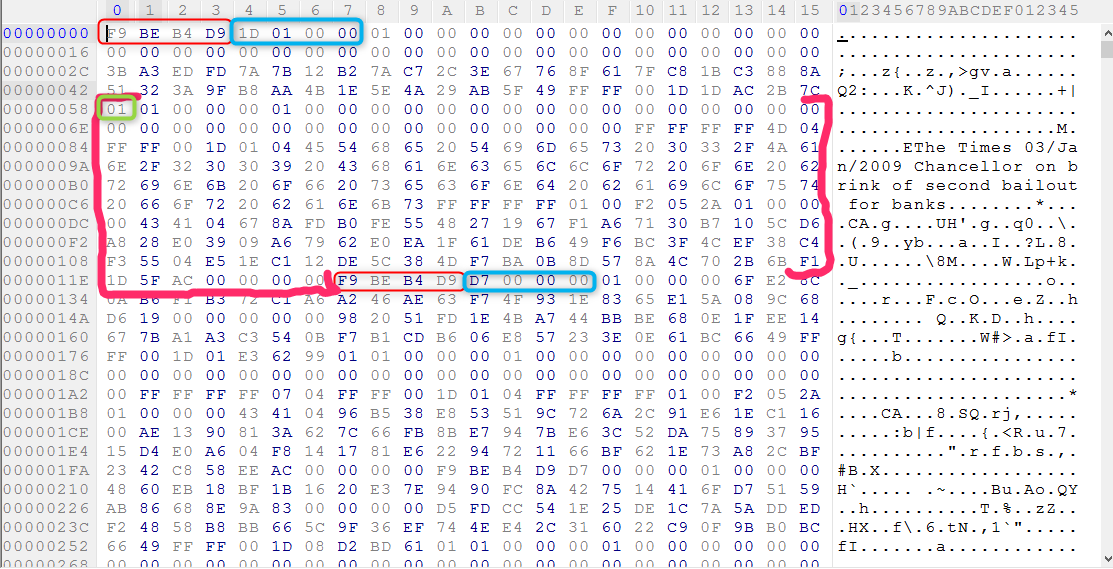 0 1 2 3 4 5 6 7 8 9 A B C D E F 10 11 12 13 14 15 0123456789ABCDEF012345
00000000 F9 BE B4 D9 1D 01 00 00 01 00 00 00 00 00 00 00 00 00 00 00 00 00 ......................
00000016 00 00 00 00 00 00 00 00 00 00 00 00 00 00 00 00 00 00 00 00 00 00 ......................
0000002C 3B A3 ED FD 7A 7B 12 B2 7A C7 2C 3E 67 76 8F 61 7F C8 1B C3 88 8A ;...z{..z.,>gv.a......
00000042 51 32 3A 9F B8 AA 4B 1E 5E 4A 29 AB 5F 49 FF FF 00 1D 1D AC 2B 7C Q2:...K.^J)._I......+|
00000058 01 01 00 00 00 01 00 00 00 00 00 00 00 00 00 00 00 00 00 00 00 00 ......................
0000006E 00 00 00 00 00 00 00 00 00 00 00 00 00 00 00 00 FF FF FF FF 4D 04 ....................M.
00000084 FF FF 00 1D 01 04 45 54 68 65 20 54 69 6D 65 73 20 30 33 2F 4A 61 ......EThe Times 03/Ja
0000009A 6E 2F 32 30 30 39 20 43 68 61 6E 63 65 6C 6C 6F 72 20 6F 6E 20 62 n/2009 Chancellor on b
000000B0 72 69 6E 6B 20 6F 66 20 73 65 63 6F 6E 64 20 62 61 69 6C 6F 75 74 rink of second bailout
000000C6 20 66 6F 72 20 62 61 6E 6B 73 FF FF FF FF 01 00 F2 05 2A 01 00 00 for banks........*...
000000DC 00 43 41 04 67 8A FD B0 FE 55 48 27 19 67 F1 A6 71 30 B7 10 5C D6 .CA.g....UH'.g..q0..\.
000000F2 A8 28 E0 39 09 A6 79 62 E0 EA 1F 61 DE B6 49 F6 BC 3F 4C EF 38 C4 .(.9..yb...a..I..?L.8.
00000108 F3 55 04 E5 1E C1 12 DE 5C 38 4D F7 BA 0B 8D 57 8A 4C 70 2B 6B F1 .U......\8M....W.Lp+k.
0000011E 1D 5F AC 00 00 00 00 F9 BE B4 D9 D7 00 00 00 01 00 00 00 6F E2 8C ._.................o..
00000134 0A B6 F1 B3 72 C1 A6 A2 46 AE 63 F7 4F 93 1E 83 65 E1 5A 08 9C 68 ....r...F.c.O...e.Z..h
0000014A D6 19 00 00 00 00 00 98 20 51 FD 1E 4B A7 44 BB BE 68 0E 1F EE 14 ........ Q..K.D..h....
00000160 67 7B A1 A3 C3 54 0B F7 B1 CD B6 06 E8 57 23 3E 0E 61 BC 66 49 FF g{...T.......W#>.a.fI.
00000176 FF 00 1D 01 E3 62 99 01 01 00 00 00 01 00 00 00 00 00 00 00 00 00 .....b................
0000018C 00 00 00 00 00 00 00 00 00 00 00 00 00 00 00 00 00 00 00 00 00 00 ......................
000001A2 00 FF FF FF FF 07 04 FF FF 00 1D 01 04 FF FF FF FF 01 00 F2 05 2A .....................*
000001B8 01 00 00 00 43 41 04 96 B5 38 E8 53 51 9C 72 6A 2C 91 E6 1E C1 16 ....CA...8.SQ.rj,.....
000001CE 00 AE 13 90 81 3A 62 7C 66 FB 8B E7 94 7B E6 3C 52 DA 75 89 37 95 .....:b|f....{.<R.u.7.
000001E4 15 D4 E0 A6 04 F8 14 17 81 E6 22 94 72 11 66 BF 62 1E 73 A8 2C BF ..........".r.f.b.s.,.
000001FA 23 42 C8 58 EE AC 00 00 00 00 F9 BE B4 D9 D7 00 00 00 01 00 00 00 #B.X..................
00000210 48 60 EB 18 BF 1B 16 20 E3 7E 94 90 FC 8A 42 75 14 41 6F D7 51 59 H`..... .~....Bu.Ao.QY
00000226 AB 86 68 8E 9A 83 00 00 00 00 D5 FD CC 54 1E 25 DE 1C 7A 5A DD ED ..h..........T.%..zZ..
0000023C F2 48 58 B8 BB 66 5C 9F 36 EF 74 4E E4 2C 31 60 22 C9 0F 9B B0 BC .HX..f\.6.tN.,1`".....
00000252 66 49 FF FF 00 1D 08 D2 BD 61 01 01 00 00 00 01 00 00 00 00 00 00 fI.......a............
00000268 00 00 00 00 00 00 00 00 00 00 00 00 00 00 00 00 00 00 00 00 00 00 ......................